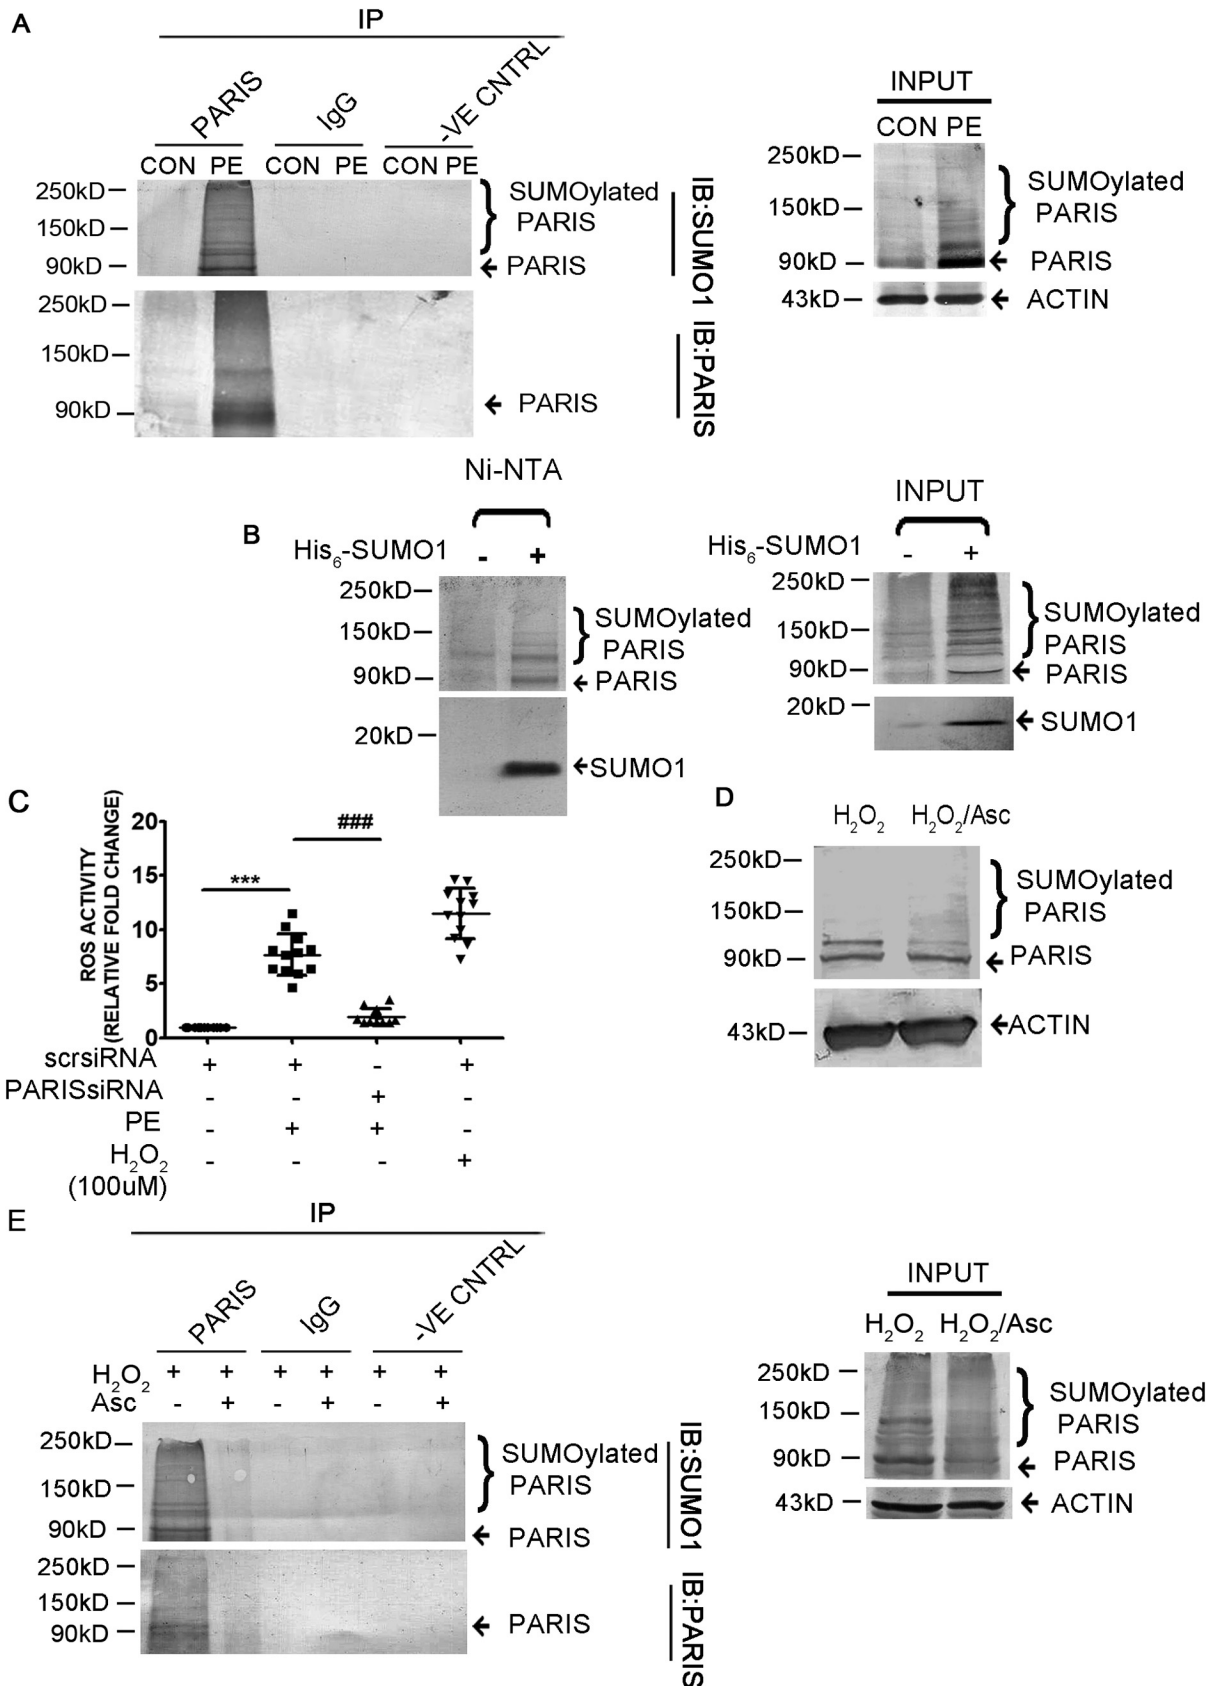 A
IP
PARIS
IgG
-VE CNTRL
CON PE CON PE CON PE
250kD
150kD
90kD
SUMOylated
PARIS
PARIS
IB:SUMO1
250kD
150kD
90kD
PARIS
IB:PARIS
INPUT
CON PE
250kD
150kD
90kD
43kD
SUMOylated
PARIS
PARIS
ACTIN
B
Ni-NTA
His6-SUMO1 - +
250kD
150kD
90kD
20kD
SUMOylated
PARIS
PARIS
SUMO1
INPUT
His6-SUMO1 - +
250kD
150kD
90kD
20kD
SUMOylated
PARIS
PARIS
SUMO1
C
ROS ACTIVITY
(RELATIVE FOLD CHANGE)
20
15
10
5
0
***
###
scrsiRNA + + - +
PARISsiRNA - - + -
PE - + + -
H2O2 - - - +
(100uM)
D
H2O2 H2O2/Asc
250kD
150kD
90kD
43kD
SUMOylated
PARIS
PARIS
ACTIN
E
IP
PARIS
IgG
-VE CNTRL
H2O2 + + + + + +
Asc - + - + - +
250kD
150kD
90kD
SUMOylated
PARIS
PARIS
IB:SUMO1
250kD
150kD
90kD
PARIS
IB:PARIS
INPUT
H2O2 H2O2/Asc
250kD
150kD
90kD
43kD
SUMOylated
PARIS
PARIS
ACTIN